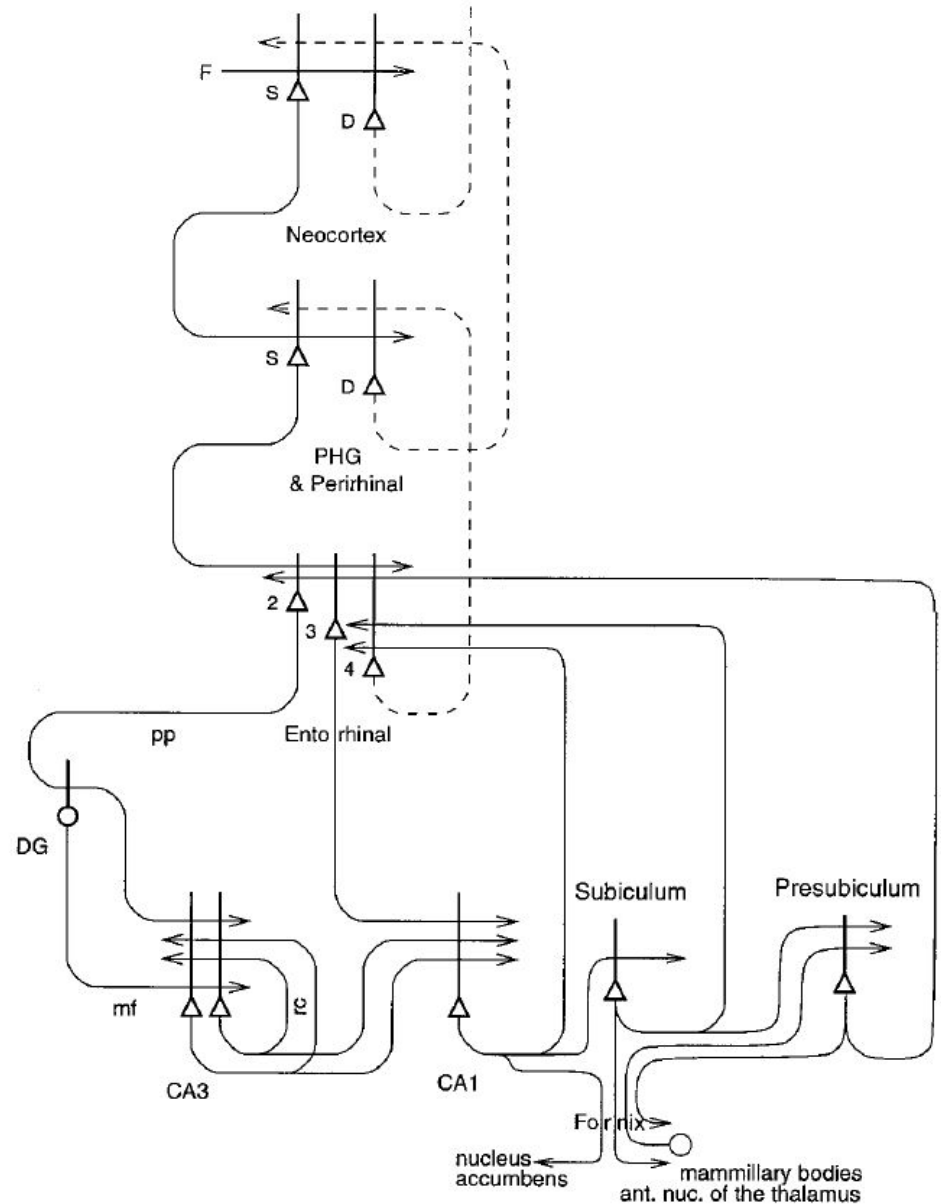 F
S
D
Neocortex
S
D
PHG
& Perirhinal
2
3
4
pp
Entorhinal
DG
Subiculum
Presubiculum
mf
rc
CA3
CA1
Fornix
nucleus
accumbens
mammillary bodies
ant. nuc. of the thalamus